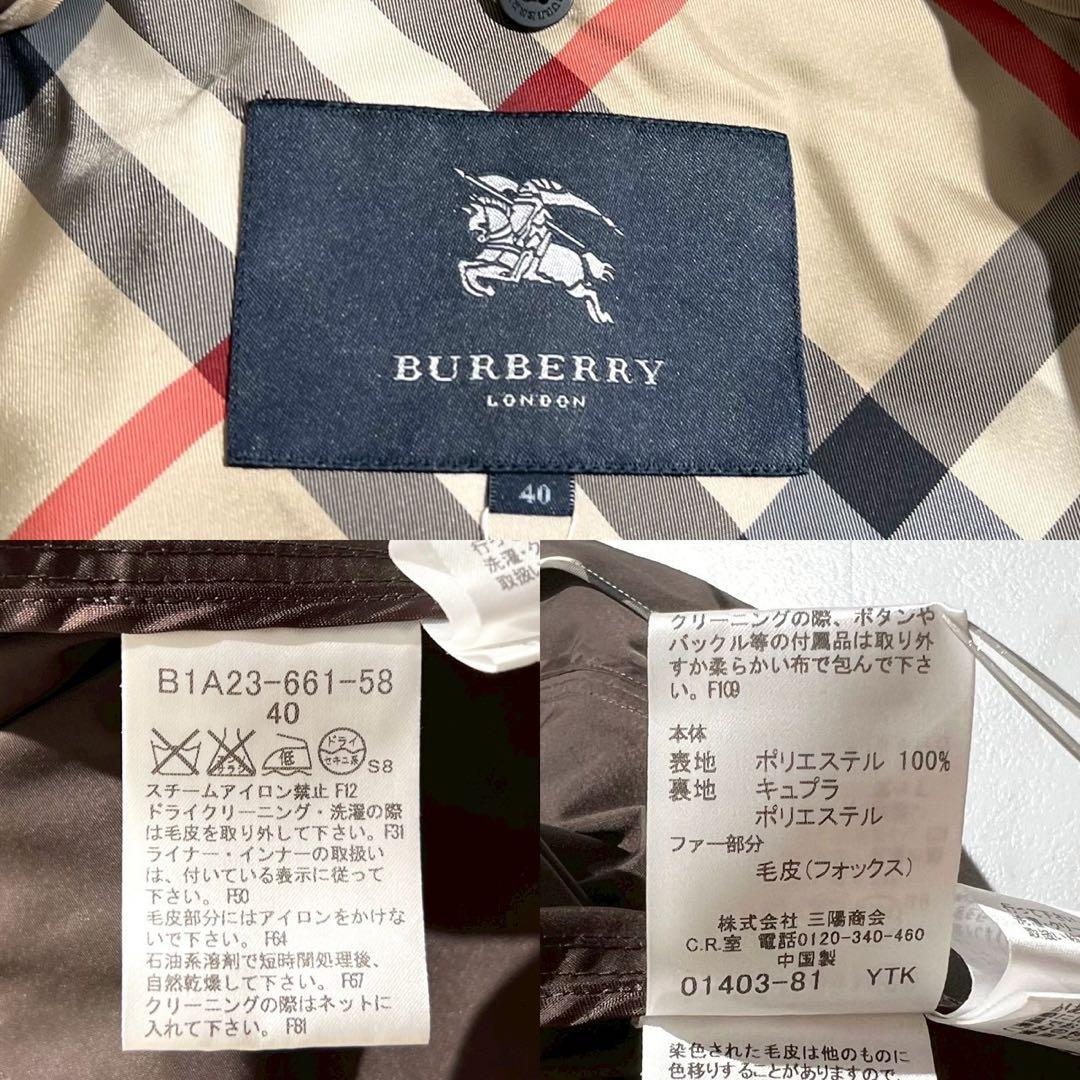 BURBERRY
LONDON
40
洗濯・ク
取扱い
B1A23-661-58
40
エンソ
低
ドライ
セキユ系
S8
スチームアイロン禁止 F12
ドライクリーニング・洗濯の際
は毛皮を取り外して下さい。F31
ライナー・インナーの取扱い
は、付いている表示に従って
下さい。F50
毛皮部分にはアイロンをかけな
いで下さい。F64
石油系溶剤で短時間処理後、
自然乾燥して下さい。F67
クリーニングの際はネットに
入れて下さい。F81
クリーニングの際、ボタンや
バックル等の付属品は取り外
すか柔らかい布で包んで下さ
い。F109
本体
表地 ポリエステル 100%
裏地 キュプラ
ポリエステル
ファー部分
毛皮(フォックス)
株式会社 三陽商会
C.R.室 電話0120-340-460
中国製
01403-81 YTK
染色された毛皮は他のものに
色移りすることがありますので、